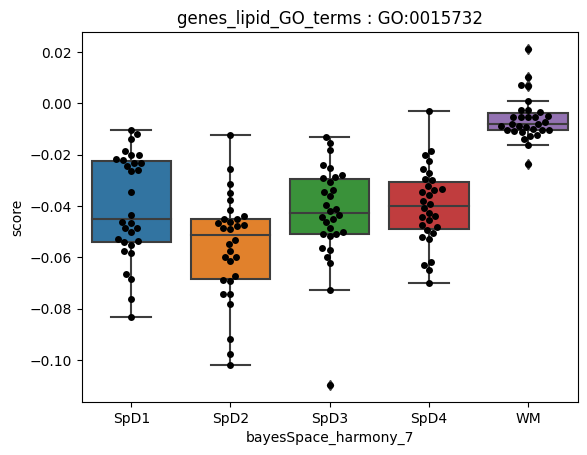 genes_lipid_GO_terms : GO:0015732
0.02
0.00
−0.02
−0.04
−0.06
−0.08
−0.10
score
SpD1 SpD2 SpD3 SpD4 WM
bayesSpace_harmony_7